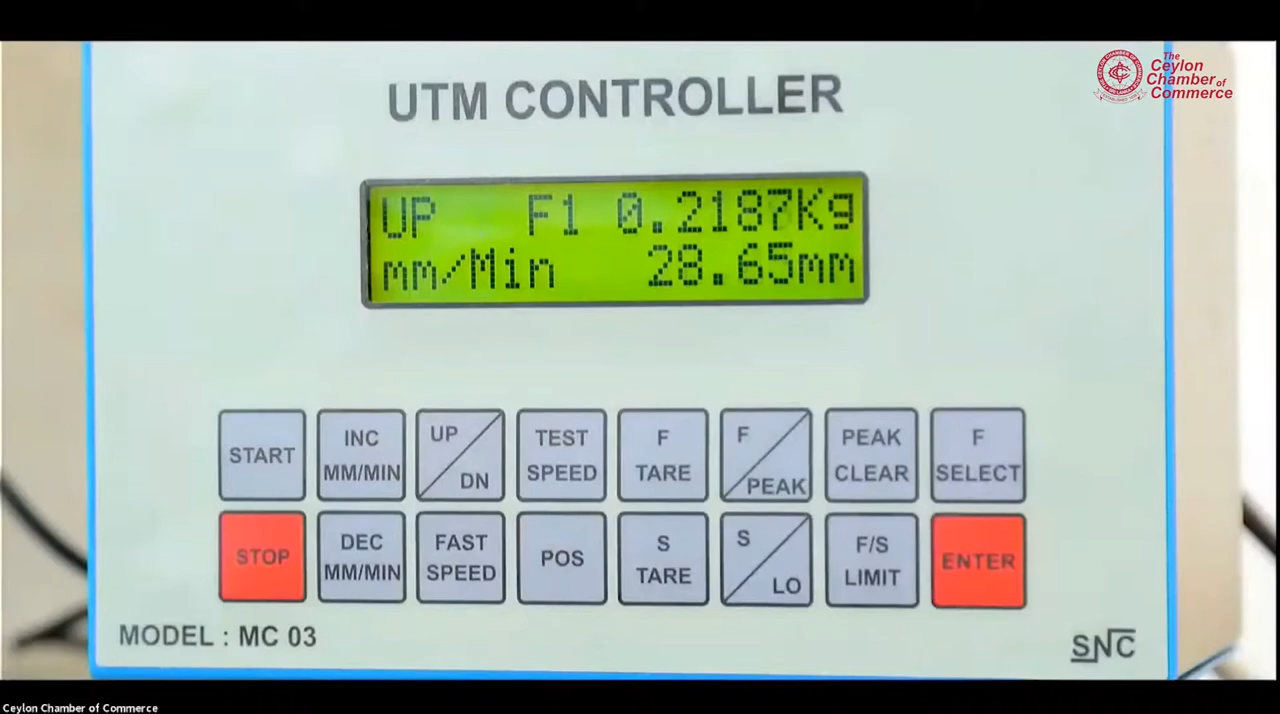 The
Ceylon
Chamber of
Commerce
UTM CONTROLLER
UP F1 0.2187Kg
mm/Min 28.65mm
START
INC
MM/MIN
UP
DN
TEST
SPEED
F
TARE
F
PEAK
PEAK
CLEAR
F
SELECT
STOP
DEC
MM/MIN
FAST
SPEED
POS
S
TARE
S
LO
F/S
LIMIT
ENTER
MODEL : MC 03
SNC
Ceylon Chamber of Commerce